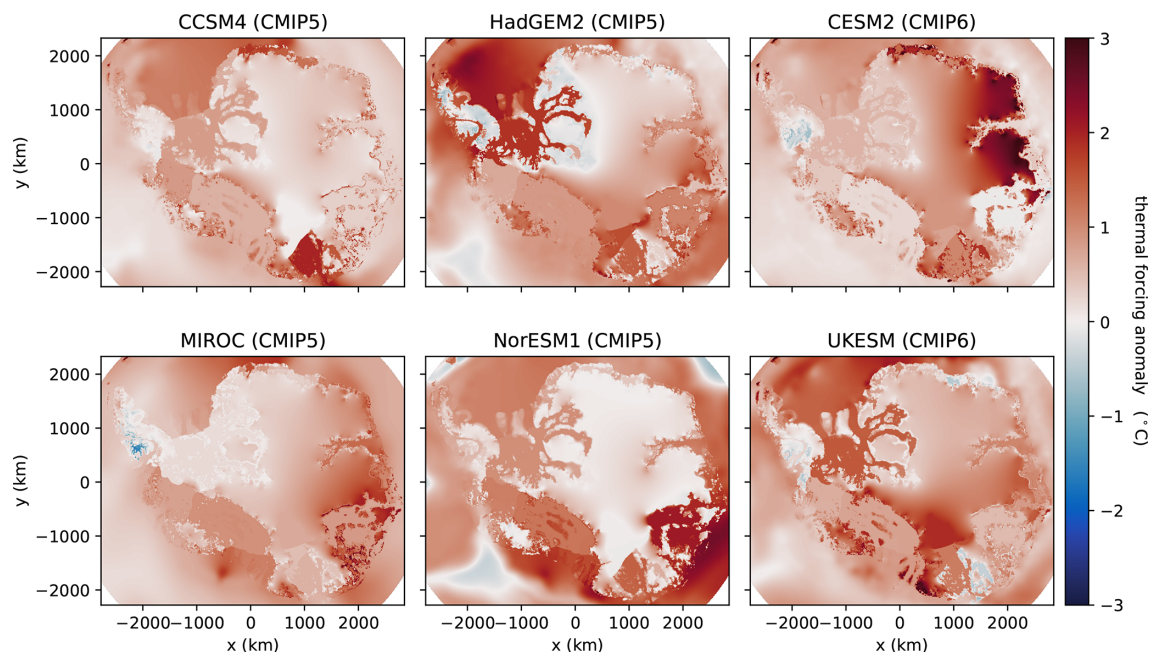 CCSM4 (CMIP5)
HadGEM2 (CMIP5)
CESM2 (CMIP6)
y (km)
2000
1000
0
−1000
−2000
MIROC (CMIP5)
NorESM1 (CMIP5)
UKESM (CMIP6)
y (km)
2000
1000
0
−1000
−2000
−2000 −1000 0 1000 2000
x (km)
−2000 −1000 0 1000 2000
x (km)
−2000 −1000 0 1000 2000
x (km)
3
2
1
0
−1
−2
−3
thermal forcing anomaly (°C)